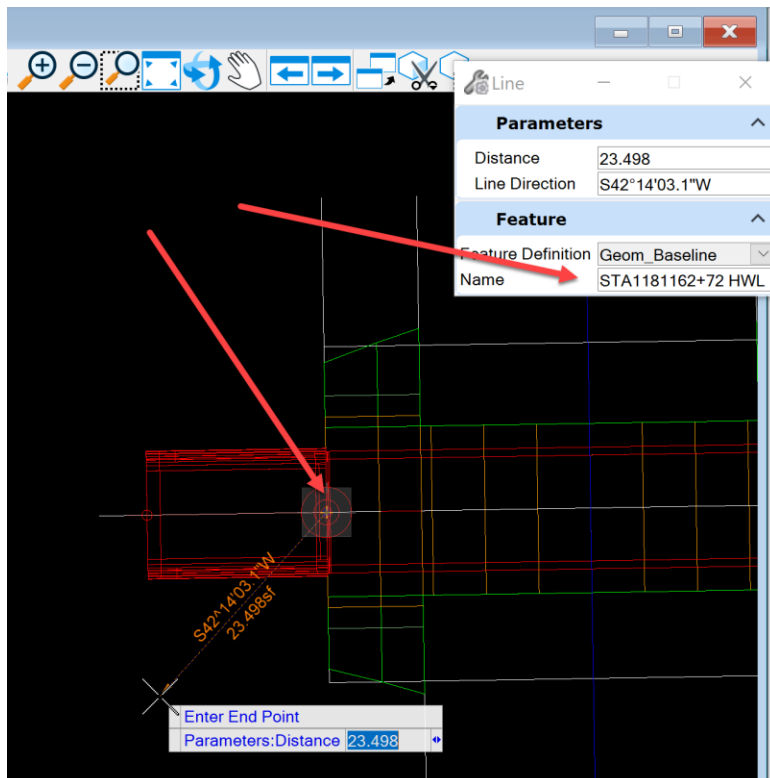 Line
Parameters
Distance 23.498
Line Direction S42°14'03.1"W
Feature
Feature Definition Geom_Baseline
Name STA1181162+72 HWL
S42^14'03.1"W
23.498sf
Enter End Point
Parameters:Distance 23.498